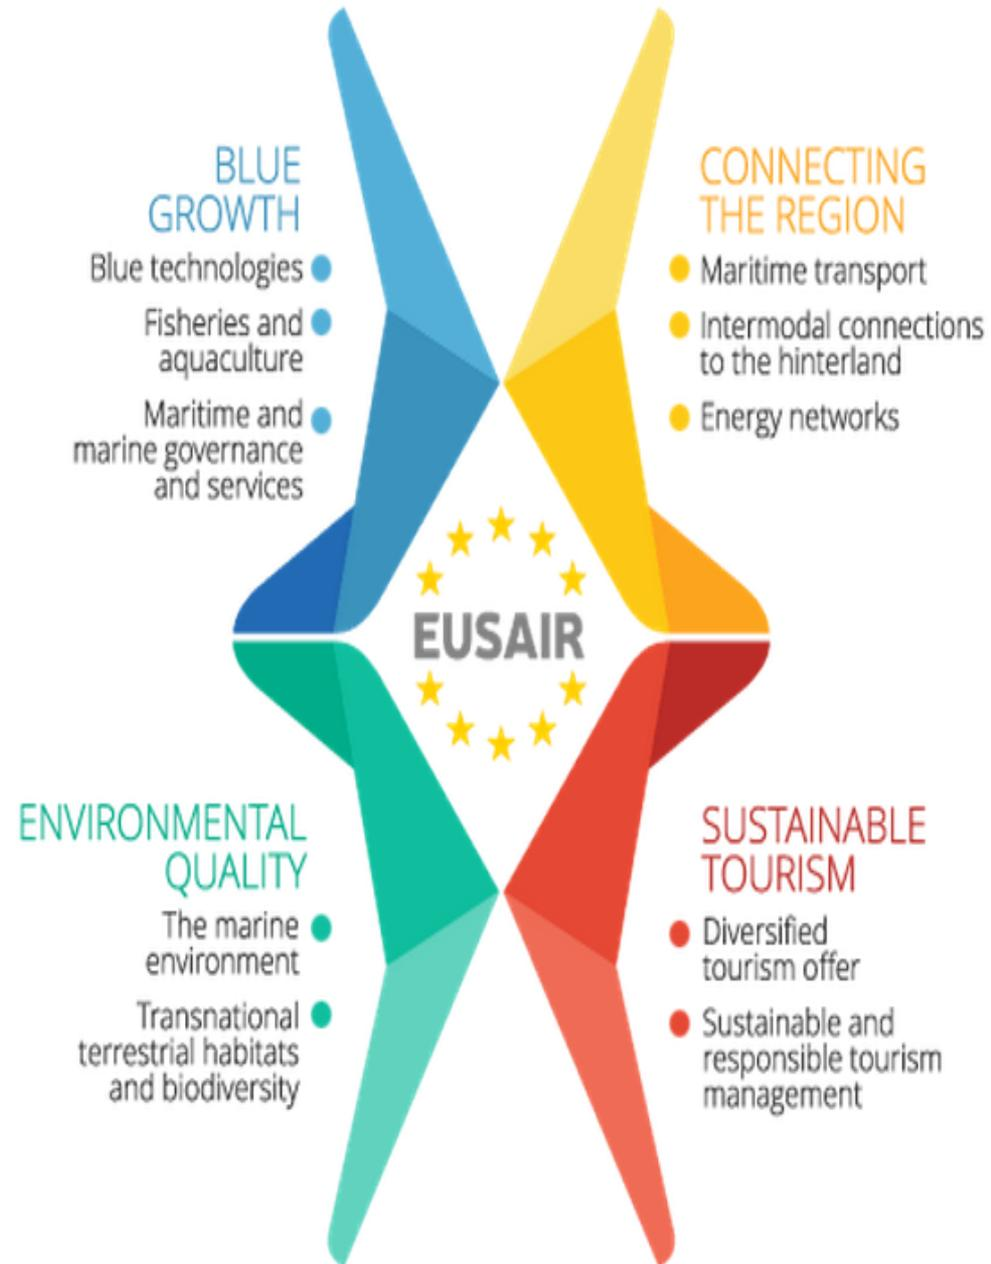 BLUE
GROWTH
Blue technologies
Fisheries and
aquaculture
Maritime and
marine governance
and services
CONNECTING
THE REGION
Maritime transport
Intermodal connections
to the hinterland
Energy networks
EUSAIR
ENVIRONMENTAL
QUALITY
The marine
environment
Transnational
terrestrial habitats
and biodiversity
SUSTAINABLE
TOURISM
Diversified
tourism offer
Sustainable and
responsible tourism
management